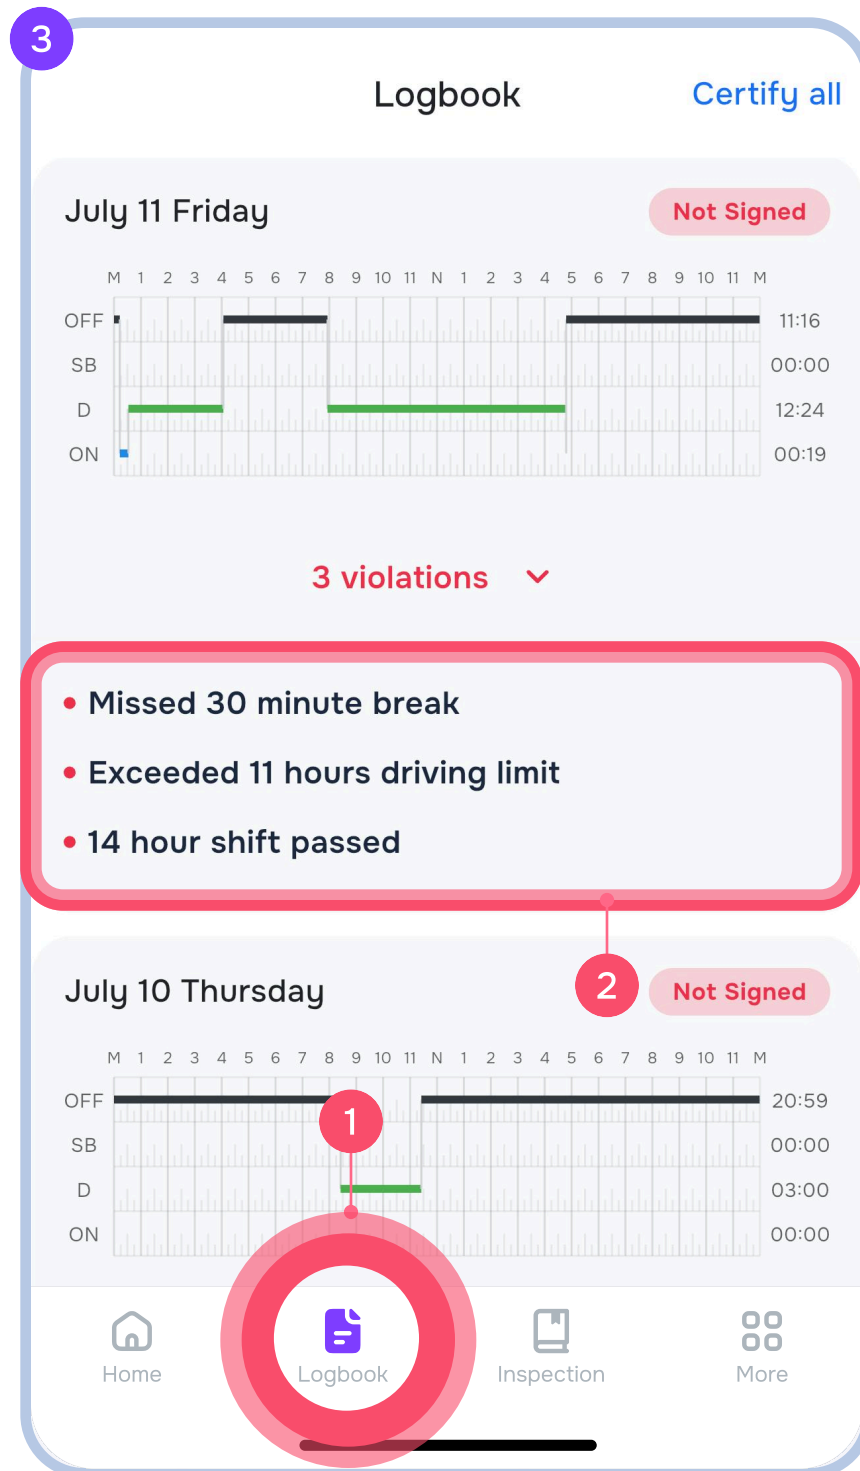 3
Logbook
Certify all
July 11 Friday
Not Signed
M 1 2 3 4 5 6 7 8 9 10 11 N 1 2 3 4 5 6 7 8 9 10 11 M
OFF 11:16
SB 00:00
D 12:24
ON 00:19
3 violations
Missed 30 minute break
Exceeded 11 hours driving limit
14 hour shift passed
2
July 10 Thursday
Not Signed
M 1 2 3 4 5 6 7 8 9 10 11 N 1 2 3 4 5 6 7 8 9 10 11 M
OFF 20:59
1
SB 00:00
D 03:00
ON 00:00
Home
Logbook
Inspection
More